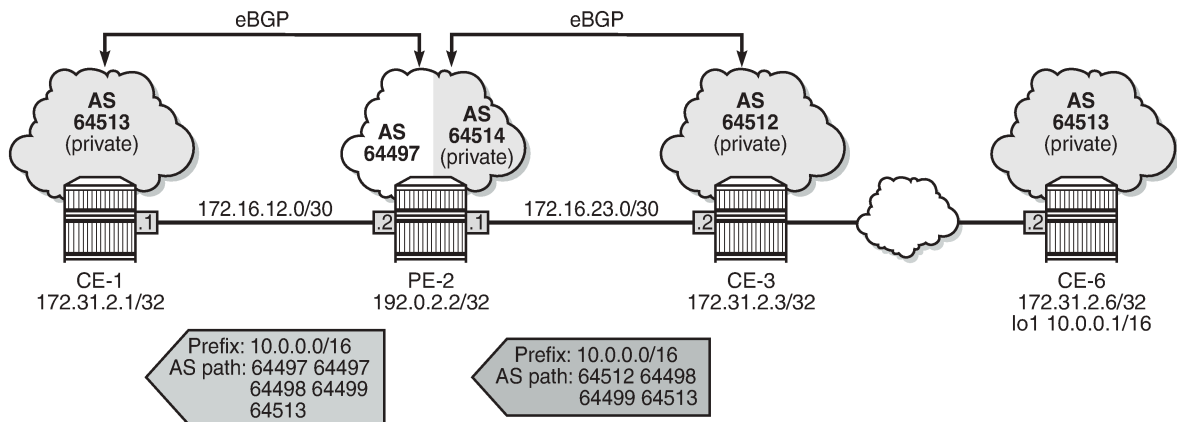 eBGP
eBGP
AS
64513
(private)
AS
64497
AS
64514
(private)
AS
64512
(private)
AS
64513
(private)
.1
172.16.12.0/30
.2
.1
172.16.23.0/30
.2
.2
CE-1
172.31.2.1/32
PE-2
192.0.2.2/32
CE-3
172.31.2.3/32
CE-6
172.31.2.6/32
lo1 10.0.0.1/16
Prefix: 10.0.0.0/16
AS path: 64497 64497
64498 64499
64513
Prefix: 10.0.0.0/16
AS path: 64512 64498
64499 64513